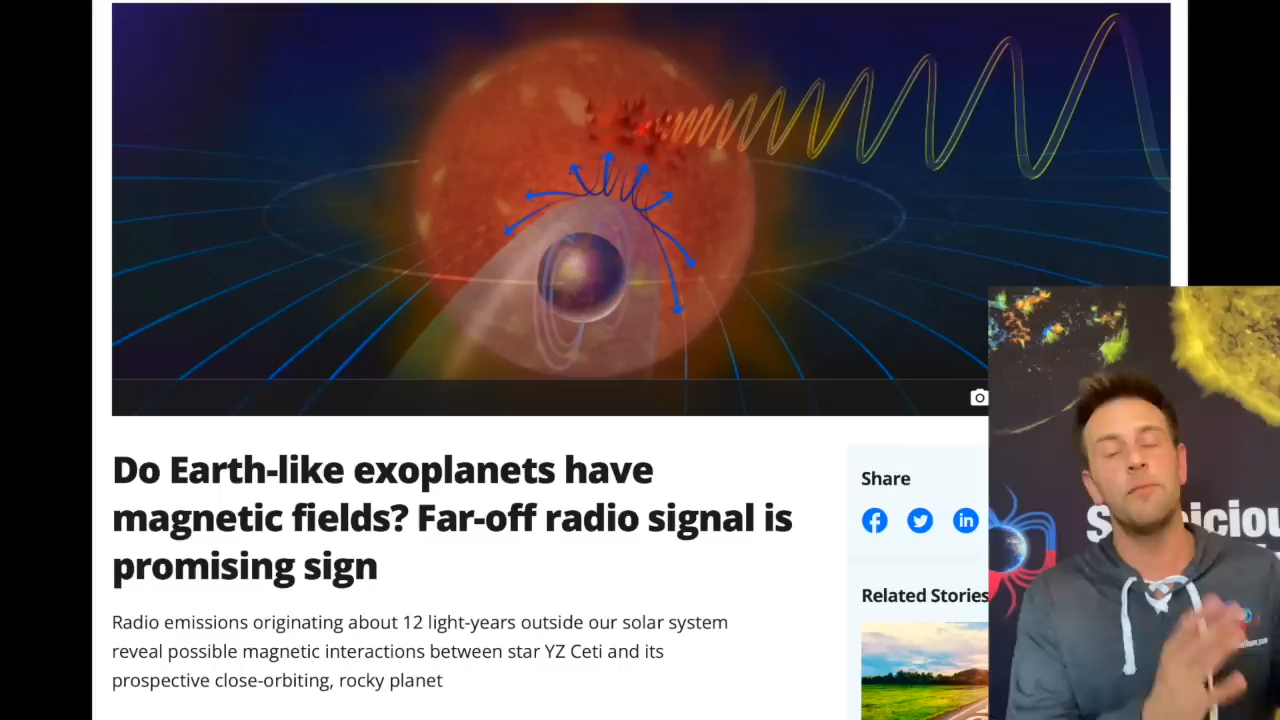 Do Earth-like exoplanets have
magnetic fields? Far-off radio signal is
promising sign
Radio emissions originating about 12 light-years outside our solar system
reveal possible magnetic interactions between star YZ Ceti and its
prospective close-orbiting, rocky planet
Share
Related Stories